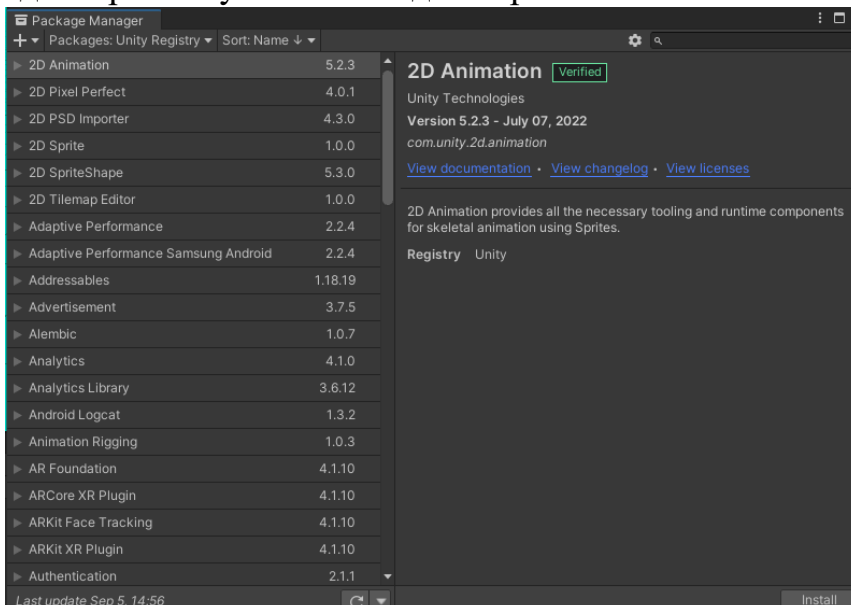 Package Manager
Packages: Unity Registry Sort: Name ↓
2D Animation 5.2.3
2D Pixel Perfect 4.0.1
2D PSD Importer 4.3.0
2D Sprite 1.0.0
2D SpriteShape 5.3.0
2D Tilemap Editor 1.0.0
Adaptive Performance 2.2.4
Adaptive Performance Samsung Android 2.2.4
Addressables 1.18.19
Advertisement 3.7.5
Alembic 1.0.7
Analytics 4.1.0
Analytics Library 3.6.12
Android Logcat 1.3.2
Animation Rigging 1.0.3
AR Foundation 4.1.10
ARCore XR Plugin 4.1.10
ARKit Face Tracking 4.1.10
ARKit XR Plugin 4.1.10
Authentication 2.1.1
Last update Sep 5, 14:56
2D Animation Verified
Unity Technologies
Version 5.2.3 - July 07, 2022
com.unity.2d.animation
View documentation • View changelog • View licenses
2D Animation provides all the necessary tooling and runtime components
for skeletal animation using Sprites.
Registry Unity
Install